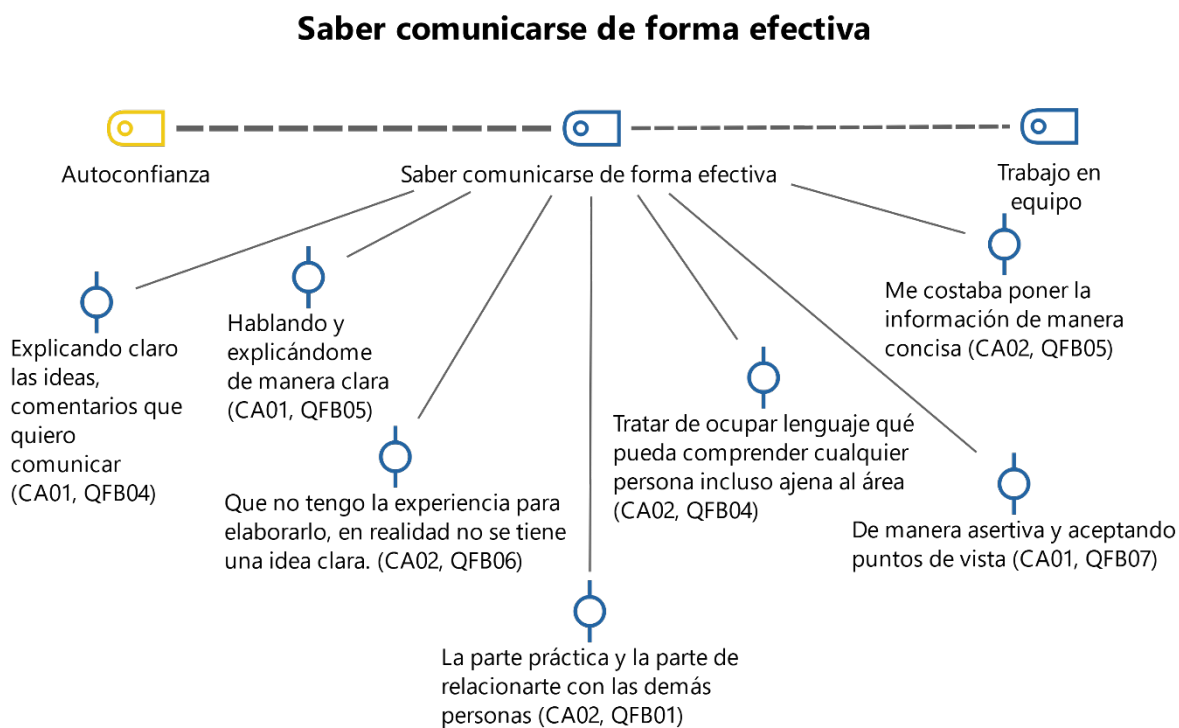 Saber comunicarse de forma efectiva
Autoconfianza
Saber comunicarse de forma efectiva
Trabajo en
equipo
Explicando claro
las ideas,
comentarios que
quiero
comunicar
(CA01, QFB04)
Hablando y
explicándome
de manera clara
(CA01, QFB05)
Que no tengo la experiencia para
elaborarlo, en realidad no se tiene
una idea clara. (CA02, QFB06)
La parte práctica y la parte de
relacionarte con las demás
personas (CA02, QFB01)
Tratar de ocupar lenguaje qué
pueda comprender cualquier
persona incluso ajena al área
(CA02, QFB04)
De manera asertiva y aceptando
puntos de vista (CA01, QFB07)
Me costaba poner la
información de manera
concisa (CA02, QFB05)